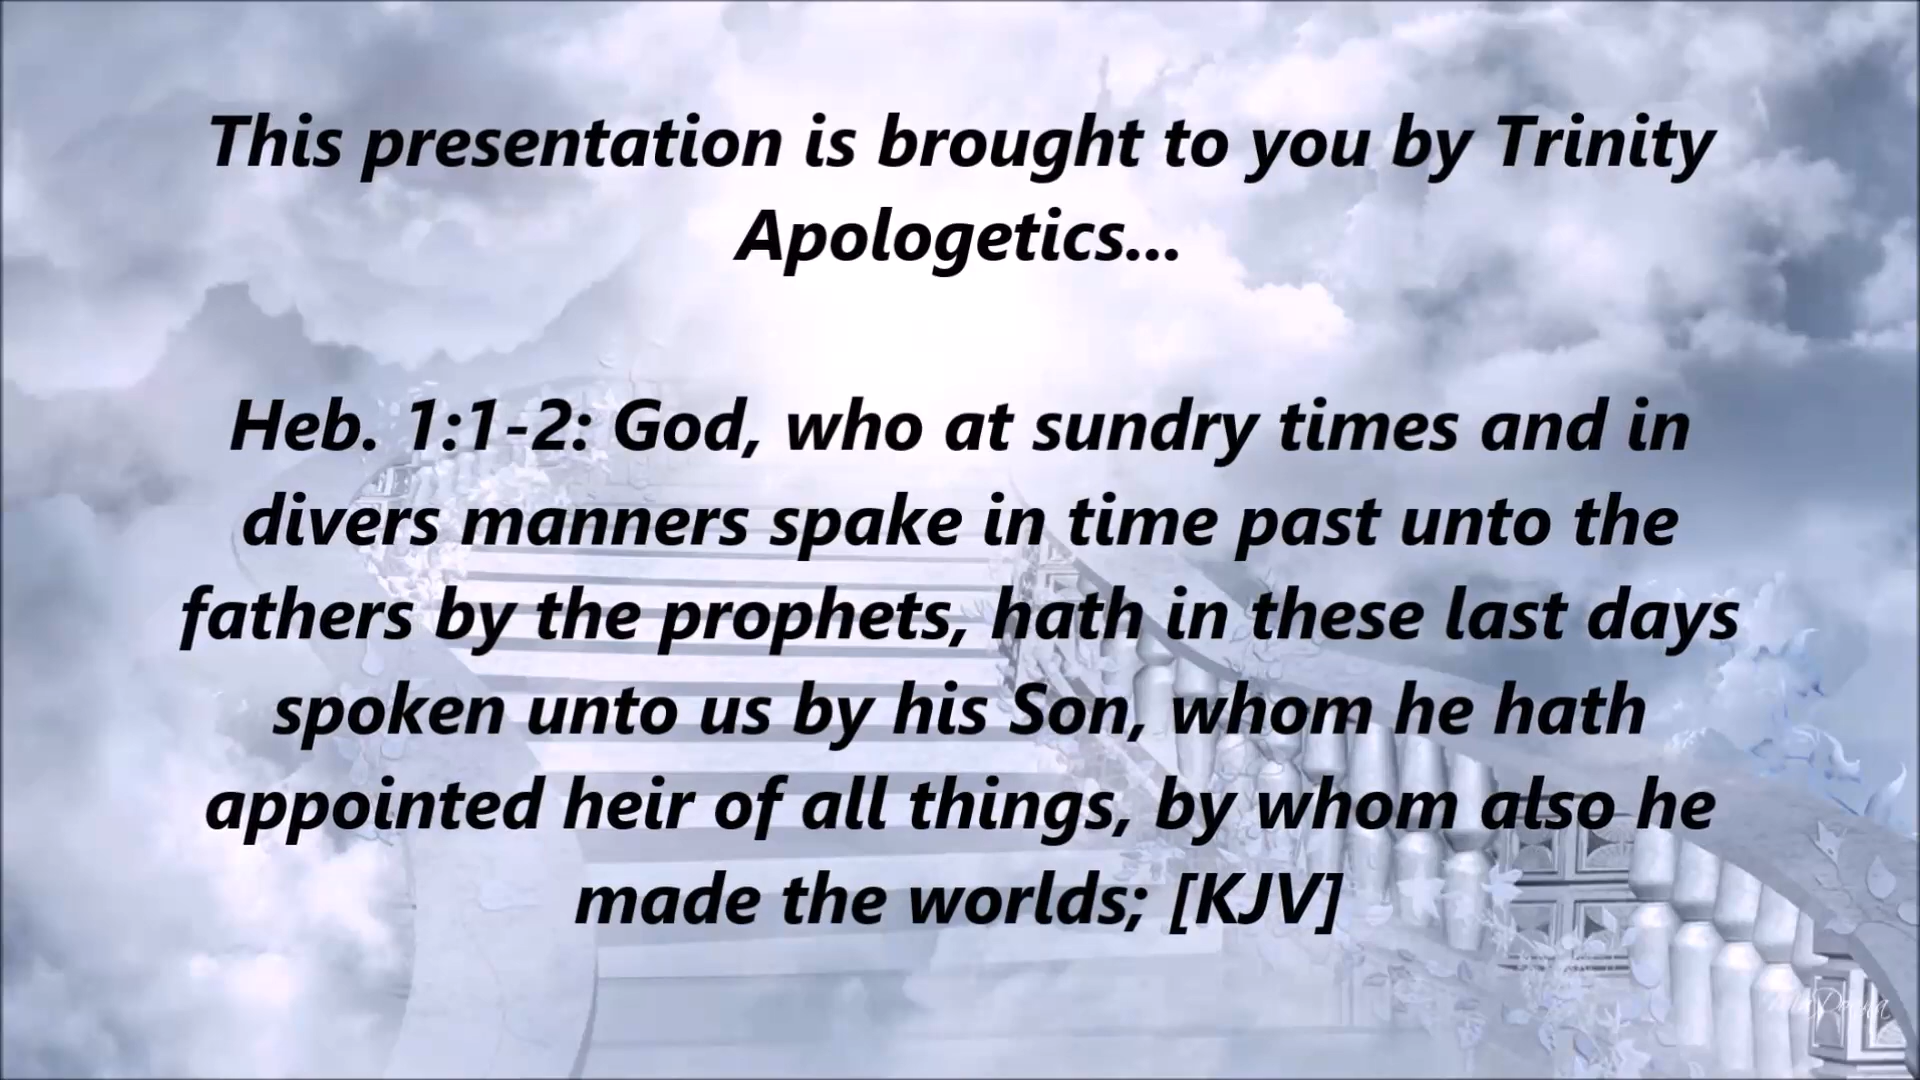 This presentation is brought to you by Trinity
Apologetics...
Heb. 1:1-2: God, who at sundry times and in
divers manners spake in time past unto the
fathers by the prophets, hath in these last days
spoken unto us by his Son, whom he hath
appointed heir of all things, by whom also he
made the worlds; [KJV]